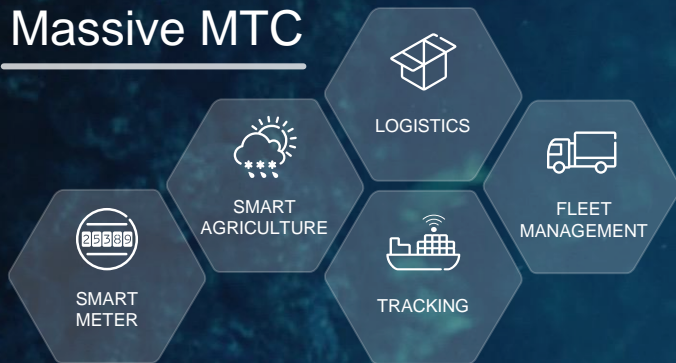 Massive MTC
LOGISTICS
SMART
AGRICULTURE
FLEET
MANAGEMENT
25389
SMART
METER
TRACKING